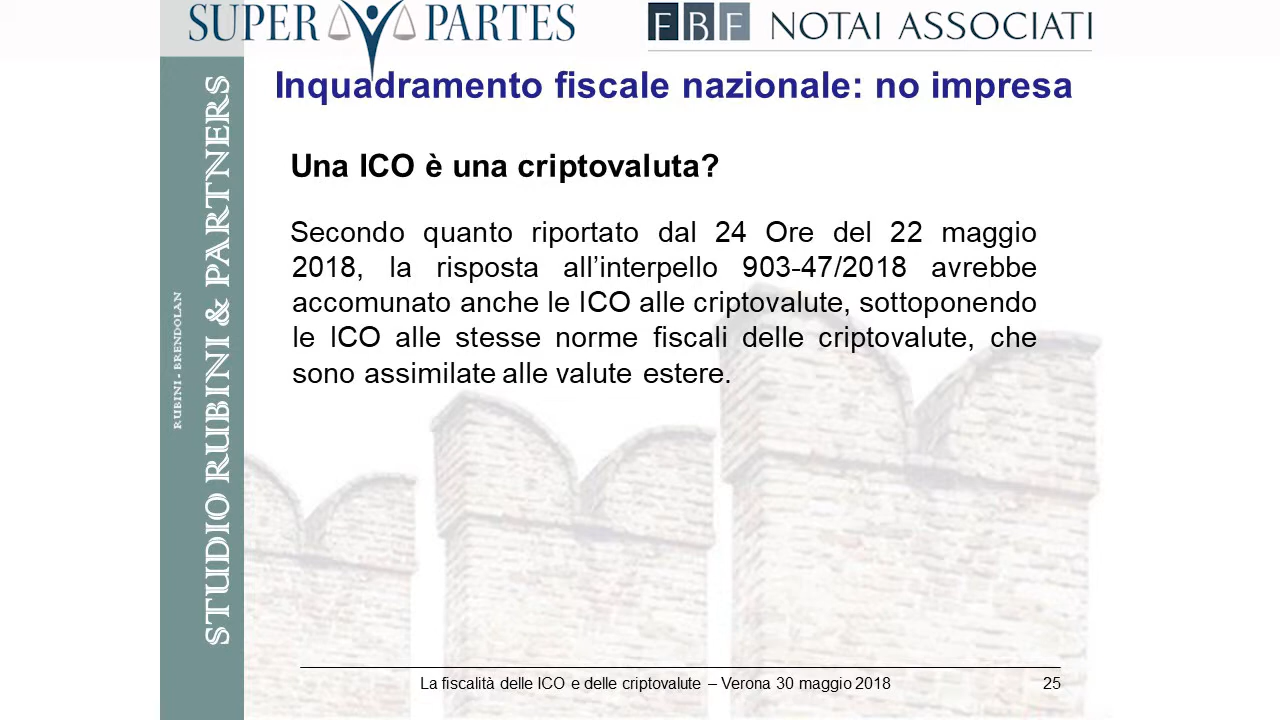 SUPER PARTES
FBF NOTAI ASSOCIATI
Inquadramento fiscale nazionale: no impresa
Una ICO è una criptovaluta?
Secondo quanto riportato dal 24 Ore del 22 maggio
2018, la risposta all’interpello 903-47/2018 avrebbe
accomunato anche le ICO alle criptovalute, sottoponendo
le ICO alle stesse norme fiscali delle criptovalute, che
sono assimilate alle valute estere.
RUBINI - BRENDOLAN
STUDIO RUBINI & PARTNERS
La fiscalità delle ICO e delle criptovalute – Verona 30 maggio 2018
25